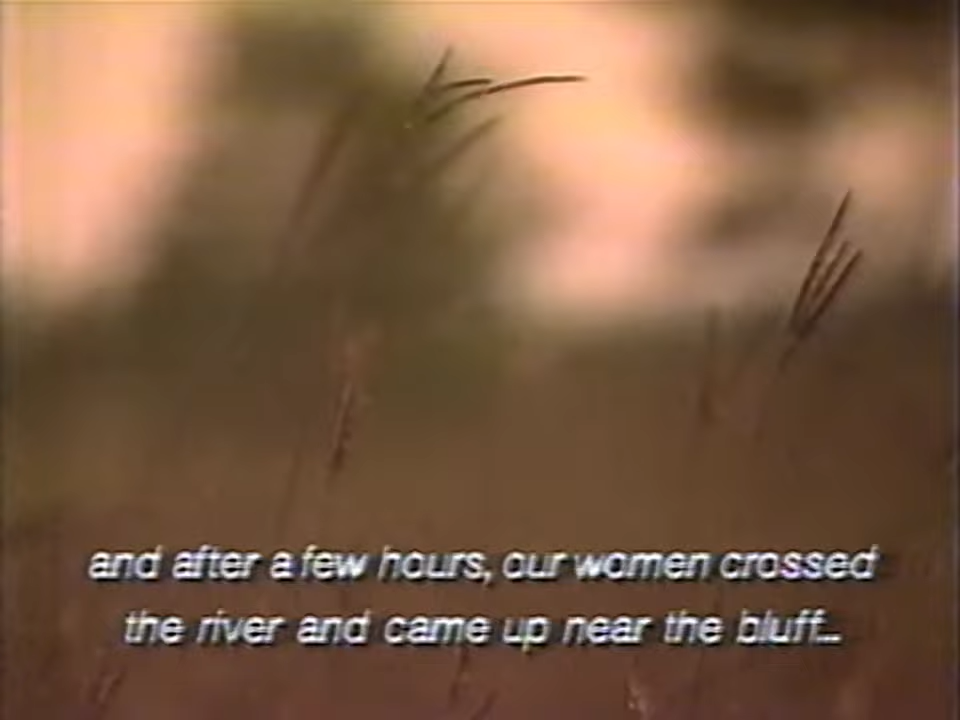 and after a few hours, our women crossed
the river and came up near the bluff...